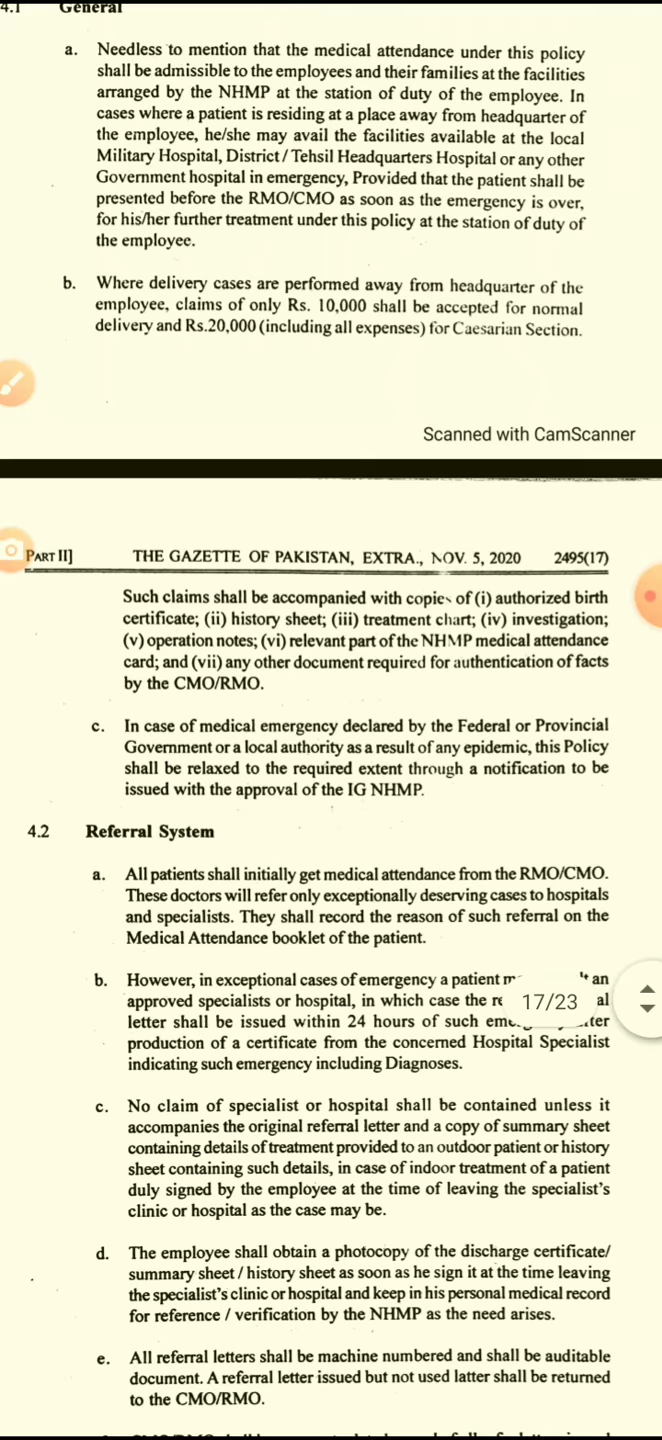 4.1 General
a. Needless to mention that the medical attendance under this policy
shall be admissible to the employees and their families at the facilities
arranged by the NHMP at the station of duty of the employee. In
cases where a patient is residing at a place away from headquarter of
the employee, he/she may avail the facilities available at the local
Military Hospital, District / Tehsil Headquarters Hospital or any other
Government hospital in emergency, Provided that the patient shall be
presented before the RMO/CMO as soon as the emergency is over,
for his/her further treatment under this policy at the station of duty of
the employee.
b. Where delivery cases are performed away from headquarter of the
employee, claims of only Rs. 10,000 shall be accepted for normal
delivery and Rs.20,000 (including all expenses) for Caesarian Section.
Scanned with CamScanner
PART II] THE GAZETTE OF PAKISTAN, EXTRA., NOV. 5, 2020 2495(17)
Such claims shall be accompanied with copies of (i) authorized birth
certificate; (ii) history sheet; (iii) treatment chart; (iv) investigation;
(v) operation notes; (vi) relevant part of the NHMP medical attendance
card; and (vii) any other document required for authentication of facts
by the CMO/RMO.
c. In case of medical emergency declared by the Federal or Provincial
Government or a local authority as a result of any epidemic, this Policy
shall be relaxed to the required extent through a notification to be
issued with the approval of the IG NHMP.
4.2 Referral System
a. All patients shall initially get medical attendance from the RMO/CMO.
These doctors will refer only exceptionally deserving cases to hospitals
and specialists. They shall record the reason of such referral on the
Medical Attendance booklet of the patient.
b. However, in exceptional cases of emergency a patient an
approved specialists or hospital, in which case the 17/23 al
letter shall be issued within 24 hours of such
production of a certificate from the concerned Hospital Specialist
indicating such emergency including Diagnoses.
c. No claim of specialist or hospital shall be contained unless it
accompanies the original referral letter and a copy of summary sheet
containing details of treatment provided to an outdoor patient or history
sheet containing such details, in case of indoor treatment of a patient
duly signed by the employee at the time of leaving the specialist's
clinic or hospital as the case may be.
d. The employee shall obtain a photocopy of the discharge certificate/
summary sheet / history sheet as soon as he sign it at the time leaving
the specialist's clinic or hospital and keep in his personal medical record
for reference / verification by the NHMP as the need arises.
e. All referral letters shall be machine numbered and shall be auditable
document. A referral letter issued but not used latter shall be returned
to the CMO/RMO.